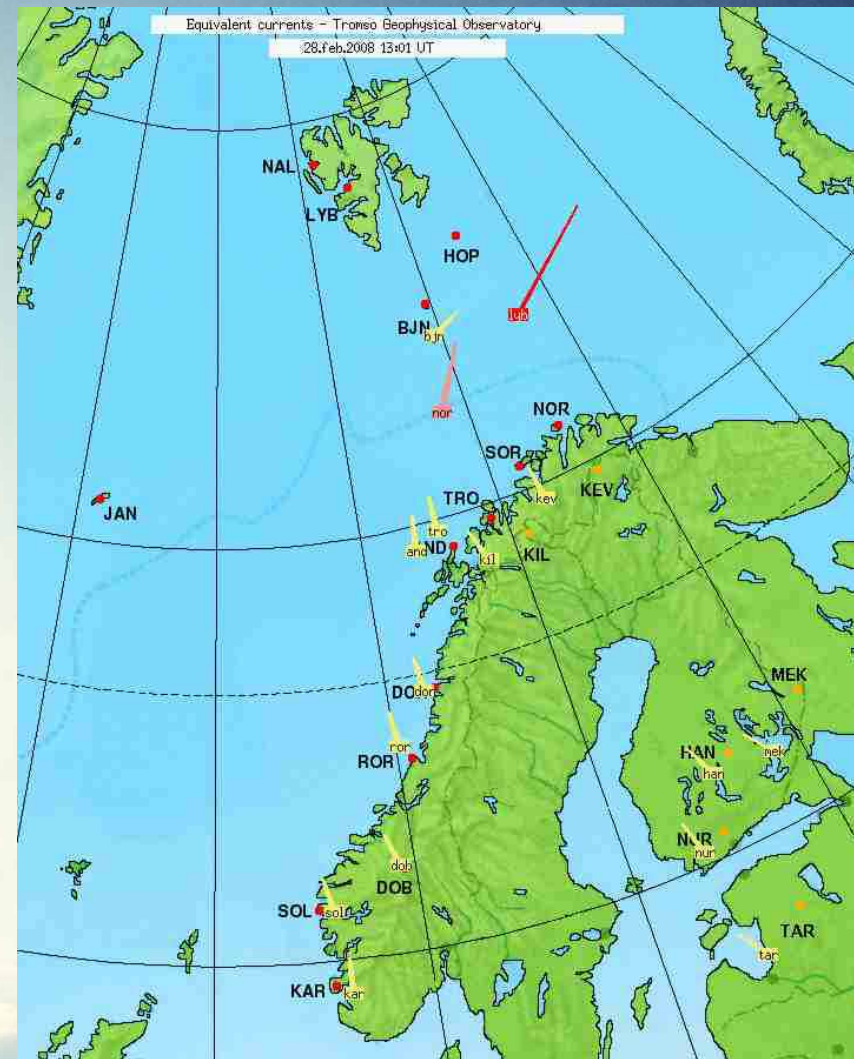 Equivalent currents - Tromso Geophysical Observatory
28.feb.2008 13:01 UT
NAL
LYB
HOP
lyb
BJN
bjn
nor
NOR
SOR
KEV
kev
TRO
JAN
tro
and
ND
kil
KIL
MEK
DO
dor
ror
ROR
HAN
mek
han
NUR
nur
dob
DOB
SOL
sol
TAR
tar
KAR
kar